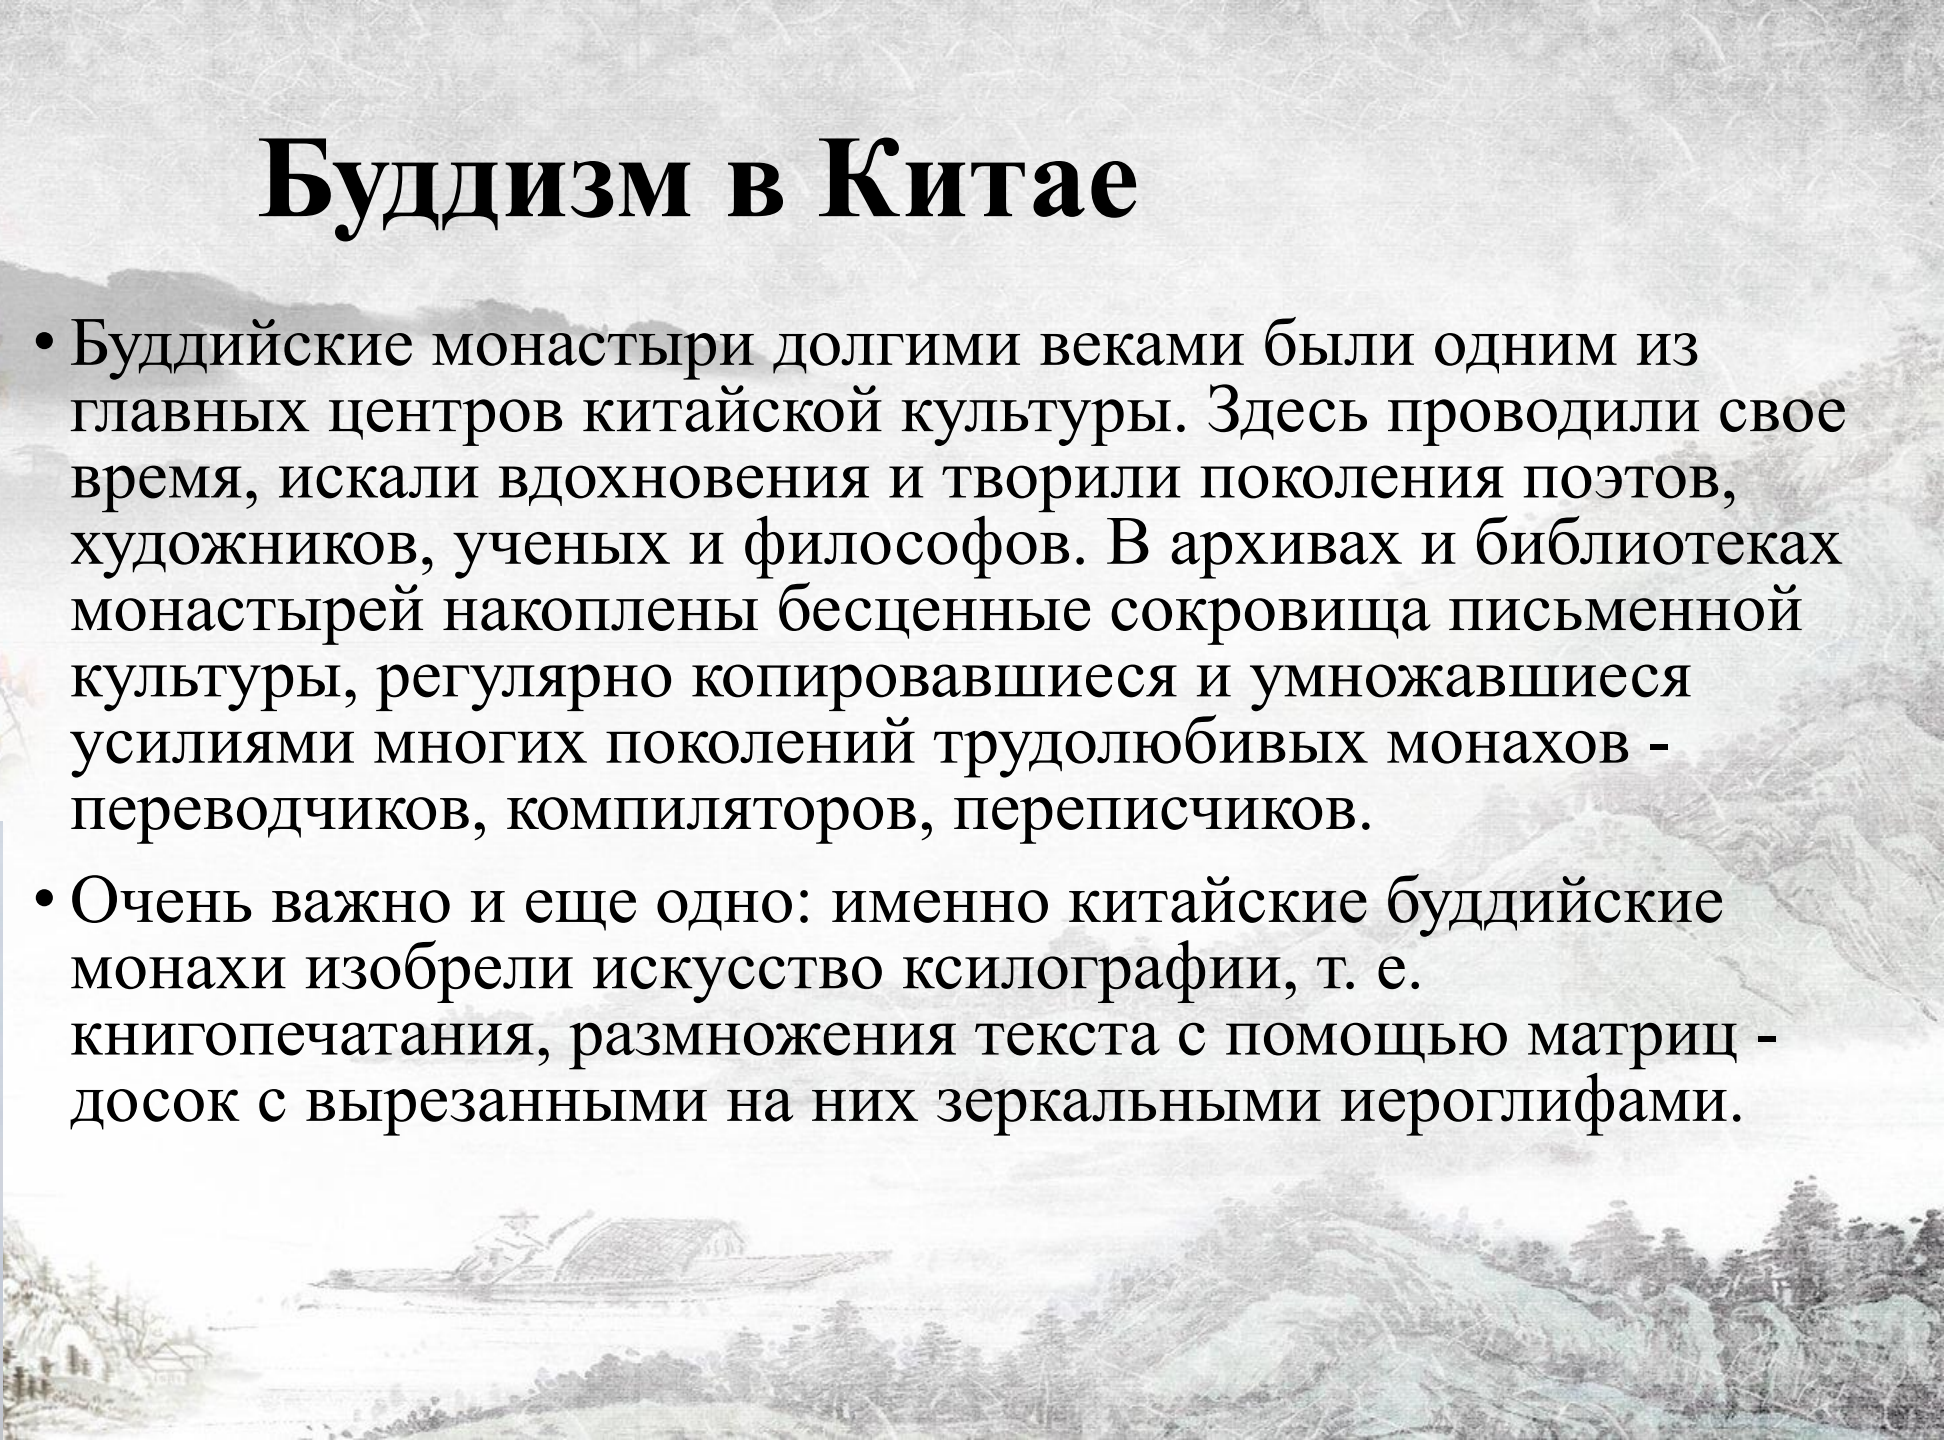 Буддизм в Китае
• Буддийские монастыри долгими веками были одним из
главных центров китайской культуры. Здесь проводили свое
время, искали вдохновения и творили поколения поэтов,
художников, ученых и философов. В архивах и библиотеках
монастырей накоплены бесценные сокровища письменной
культуры, регулярно копировавшиеся и умножавшиеся
усилиями многих поколений трудолюбивых монахов -
переводчиков, компиляторов, переписчиков.
• Очень важно и еще одно: именно китайские буддийские
монахи изобрели искусство ксилографии, т. е.
книгопечатания, размножения текста с помощью матриц -
досок с вырезанными на них зеркальными иероглифами.